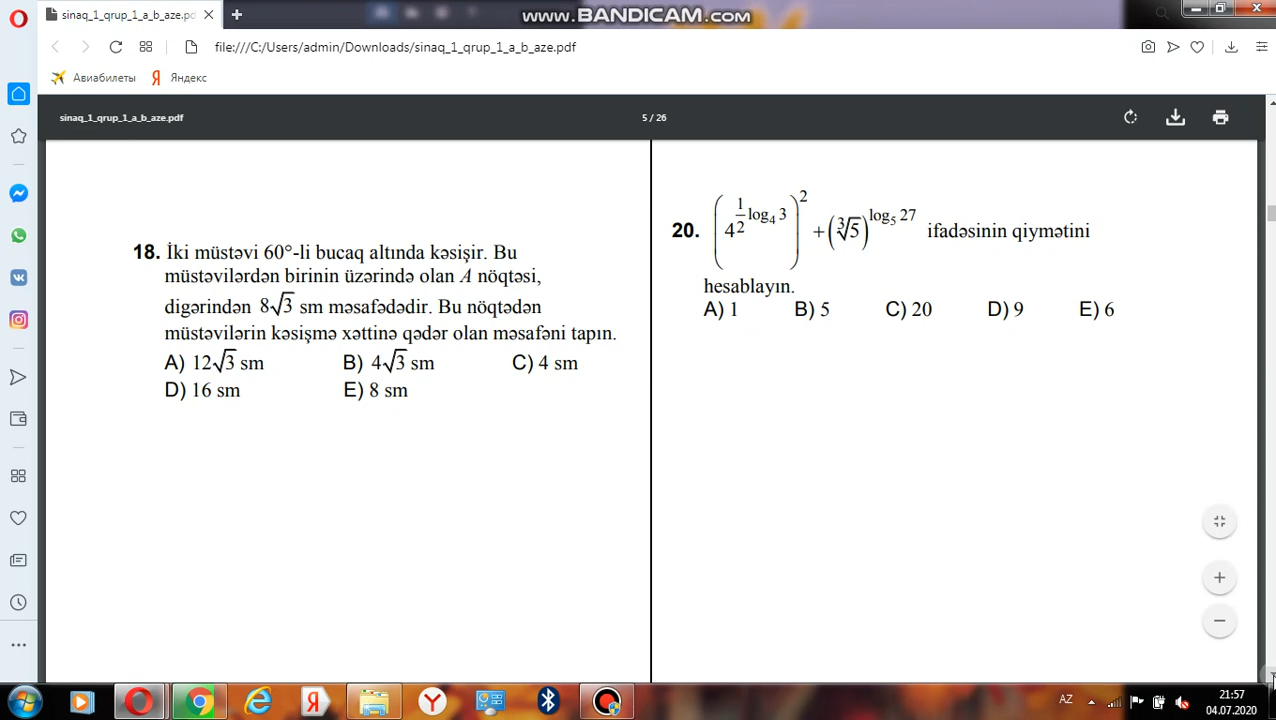 sinaq_1_qrup_1_a_b_aze.pd
www.BANDICAM.com
file:///C:/Users/admin/Downloads/sinaq_1_qrup_1_a_b_aze.pdf
Авиабилеты
Яндекс
sinaq_1_qrup_1_a_b_aze.pdf
5 / 26
18. İki müstəvi 60°-li bucaq altında kəsişir. Bu
müstəvilərdən birinin üzərində olan A nöqtəsi,
digərindən 8√3 sm məsafədədir. Bu nöqtədən
müstəvilərin kəsişmə xəttinə qədər olan məsafəni tapın.
A) 12√3 sm B) 4√3 sm C) 4 sm
D) 16 sm E) 8 sm
20. (4^(1/2 log₄ 3))² + (∛5)^(log₅ 27) ifadəsinin qiymətini
hesablayın.
A) 1 B) 5 C) 20 D) 9 E) 6
AZ
21:57
04.07.2020